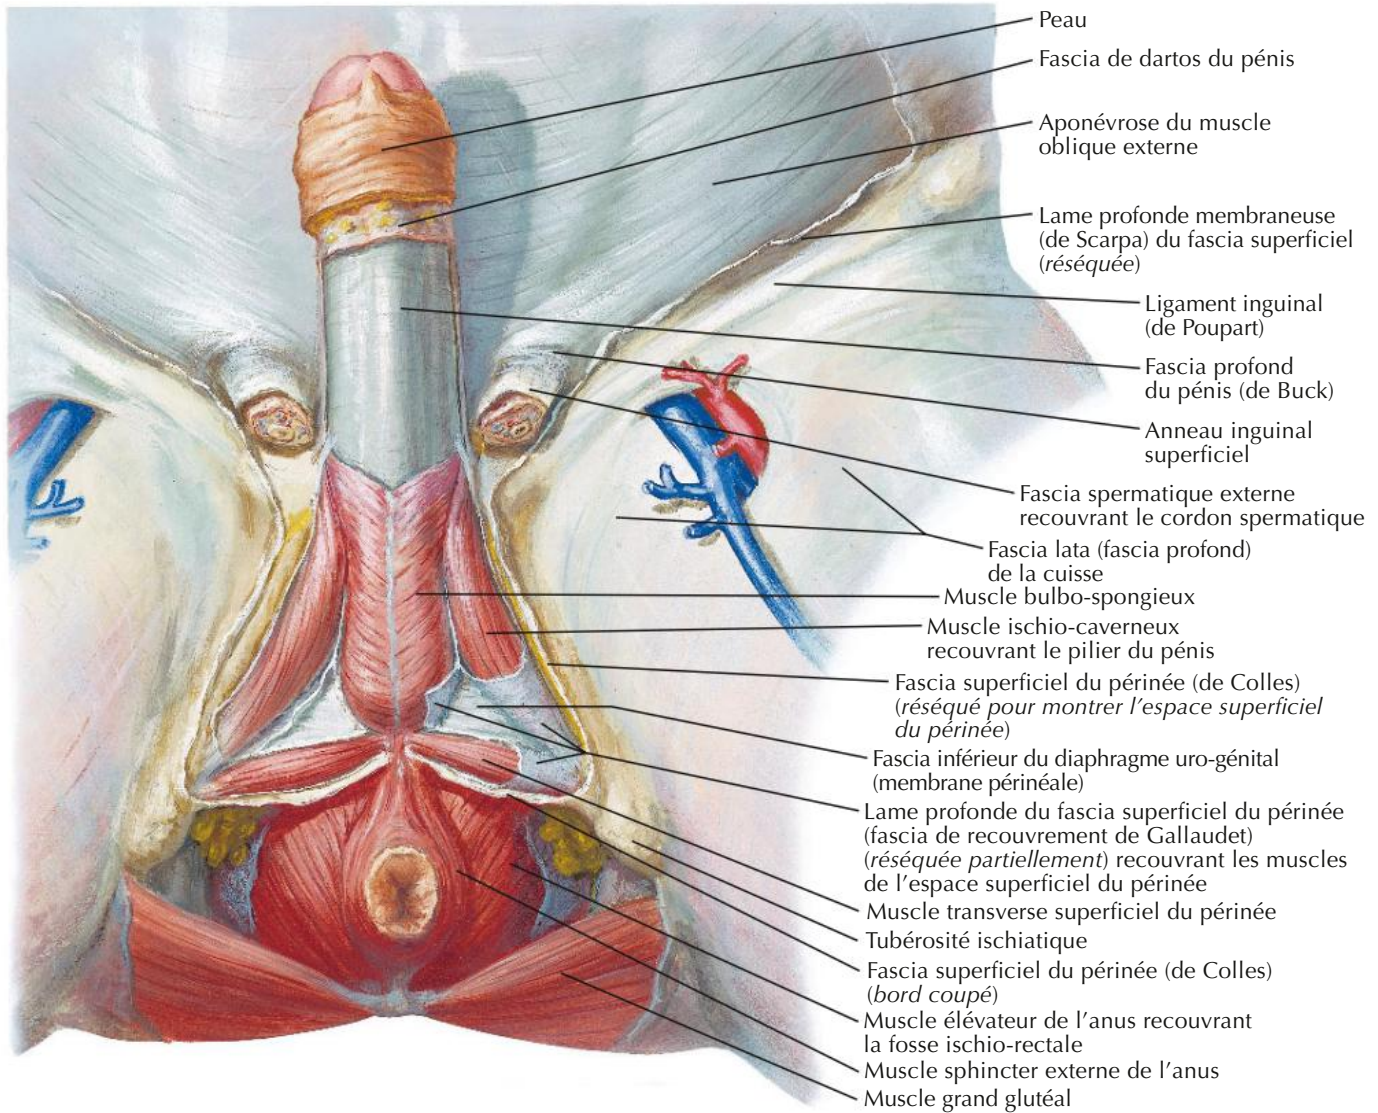 Peau
Fascia de dartos du pénis
Aponévrose du muscle
oblique externe
Lame profonde membraneuse
(de Scarpa) du fascia superficiel
(réséquée)
Ligament inguinal
(de Poupart)
Fascia profond
du pénis (de Buck)
Anneau inguinal
superficiel
Fascia spermatique externe
recouvrant le cordon spermatique
Fascia lata (fascia profond)
de la cuisse
Muscle bulbo-spongieux
Muscle ischio-caverneux
recouvrant le pilier du pénis
Fascia superficiel du périnée (de Colles)
(réséqué pour montrer l'espace superficiel
du périnée)
Fascia inférieur du diaphragme uro-génital
(membrane périnéale)
Lame profonde du fascia superficiel du périnée
(fascia de recouvrement de Gallaudet)
(réséquée partiellement) recouvrant les muscles
de l'espace superficiel du périnée
Muscle transverse superficiel du périnée
Tubérosité ischiatique
Fascia superficiel du périnée (de Colles)
(bord coupé)
Muscle élévateur de l'anus recouvrant
la fosse ischio-rectale
Muscle sphincter externe de l'anus
Muscle grand glutéal